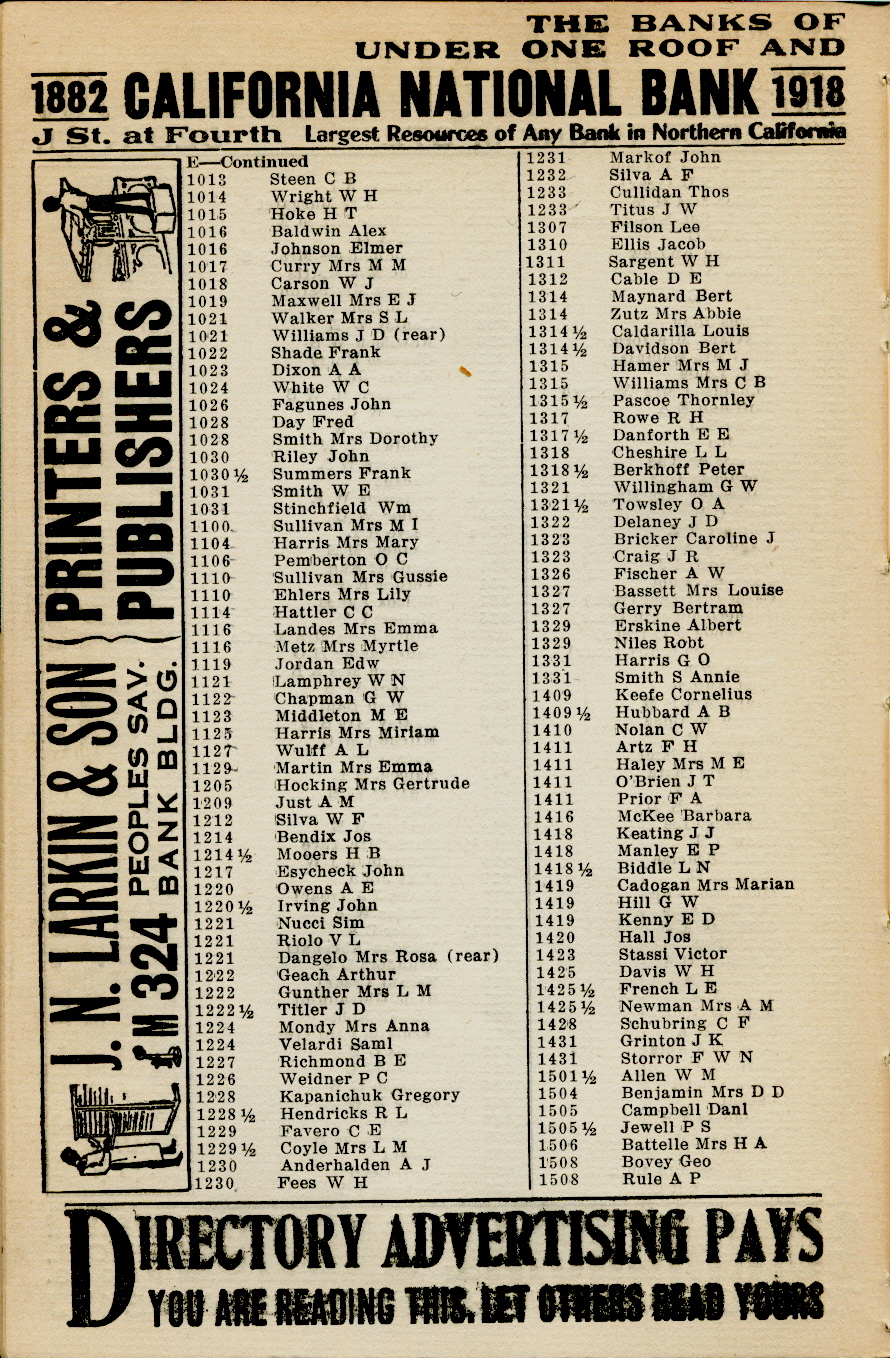 THE BANKS OF
UNDER ONE ROOF AND
1882 CALIFORNIA NATIONAL BANK 1918
J St. at Fourth Largest Resources of Any Bank in Northern California
J. N. LARKIN & SON { PRINTERS & PUBLISHERS
M 324 PEOPLES SAV. BANK BLDG.
E—Continued
1013 Steen C B
1014 Wright W H
1015 Hoke H T
1016 Baldwin Alex
1016 Johnson Elmer
1017 Curry Mrs M M
1018 Carson W J
1019 Maxwell Mrs E J
1021 Walker Mrs S L
1021 Williams J D (rear)
1022 Shade Frank
1023 Dixon A A
1024 White W C
1026 Fagunes John
1028 Day Fred
1028 Smith Mrs Dorothy
1030 Riley John
1030½ Summers Frank
1031 Smith W E
1031 Stinchfield Wm
1100 Sullivan Mrs M I
1104 Harris Mrs Mary
1106 Pemberton O C
1110 Sullivan Mrs Gussie
1110 Ehlers Mrs Lily
1114 Hattler C C
1116 Landes Mrs Emma
1116 Metz Mrs Myrtle
1119 Jordan Edw
1121 Lamphrey W N
1122 Chapman G W
1123 Middleton M E
1125 Harris Mrs Miriam
1127 Wulff A L
1129 Martin Mrs Emma
1205 Hocking Mrs Gertrude
1209 Just A M
1212 Silva W F
1214 Bendix Jos
1214½ Mooers H B
1217 Esycheck John
1220 Owens A E
1220½ Irving John
1221 Nucci Sim
1221 Riolo V L
1221 Dangelo Mrs Rosa (rear)
1222 Geach Arthur
1222 Gunther Mrs L M
1222½ Titler J D
1224 Mondy Mrs Anna
1224 Velardi Saml
1227 Richmond B E
1226 Weidner P C
1228 Kapanichuk Gregory
1228½ Hendricks R L
1229 Favero C E
1229½ Coyle Mrs L M
1230 Anderhalden A J
1230 Fees W H
1231 Markof John
1232 Silva A F
1233 Cullidan Thos
1233 Titus J W
1307 Filson Lee
1310 Ellis Jacob
1311 Sargent W H
1312 Cable D E
1314 Maynard Bert
1314 Zutz Mrs Abbie
1314½ Caldarilla Louis
1314½ Davidson Bert
1315 Hamer Mrs M J
1315 Williams Mrs C B
1315½ Pascoe Thornley
1317 Rowe R H
1317½ Danforth E E
1318 Cheshire L L
1318½ Berkhoff Peter
1321 Willingham G W
1321½ Towsley O A
1322 Delaney J D
1323 Bricker Caroline J
1323 Craig J R
1326 Fischer A W
1327 Bassett Mrs Louise
1327 Gerry Bertram
1329 Erskine Albert
1329 Niles Robt
1331 Harris G O
1331 Smith S Annie
1409 Keefe Cornelius
1409½ Hubbard A B
1410 Nolan C W
1411 Artz F H
1411 Haley Mrs M E
1411 O'Brien J T
1411 Prior F A
1416 McKee Barbara
1418 Keating J J
1418 Manley E P
1418½ Biddle L N
1419 Cadogan Mrs Marian
1419 Hill G W
1419 Kenny E D
1420 Hall Jos
1423 Stassi Victor
1425 Davis W H
1425½ French L E
1425½ Newman Mrs A M
1428 Schubring C F
1431 Grinton J K
1431 Storror F W N
1501½ Allen W M
1504 Benjamin Mrs D D
1505 Campbell Danl
1505½ Jewell P S
1506 Battelle Mrs H A
1508 Bovey Geo
1508 Rule A P
DIRECTORY ADVERTISING PAYS
YOU ARE READING THIS. LET OTHERS READ YOURS